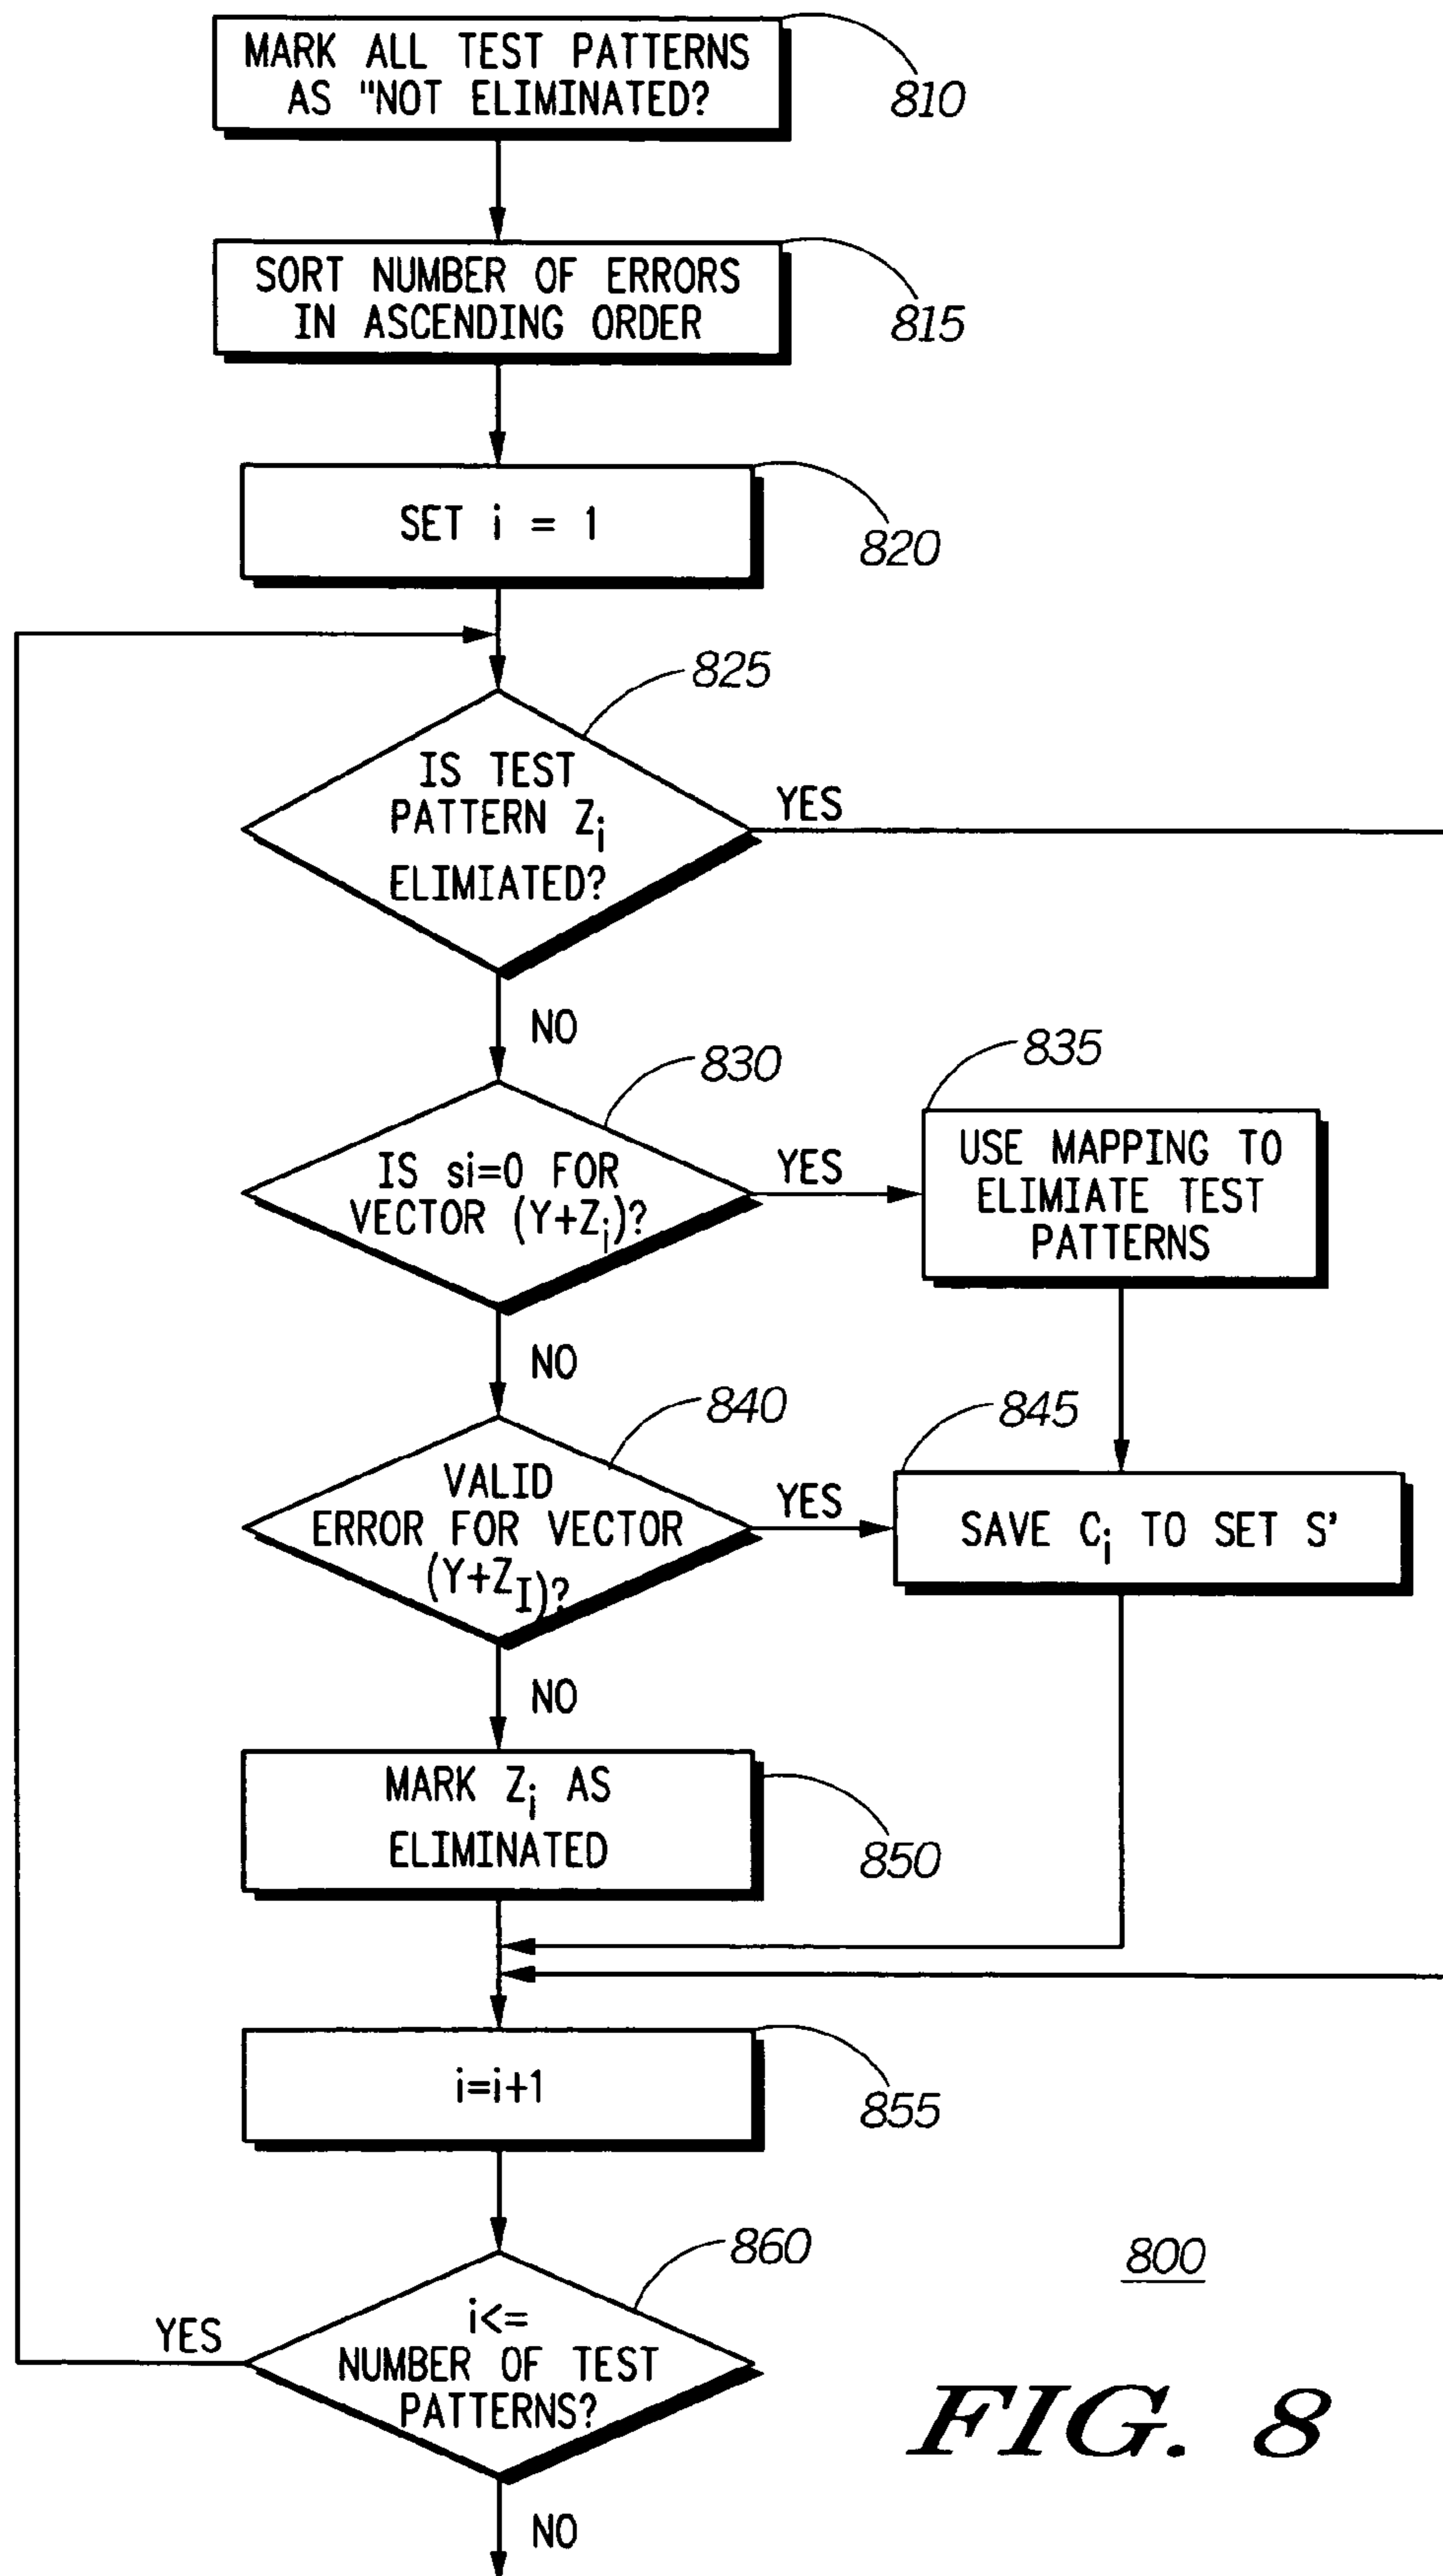 MARK ALL TEST PATTERNS
AS "NOT ELIMINATED?
810
SORT NUMBER OF ERRORS
IN ASCENDING ORDER
815
SET i = 1
820
825
IS TEST
PATTERN Zi
ELIMIATED?
YES
NO
830
IS si=0 FOR
VECTOR (Y+Zi)?
YES
835
USE MAPPING TO
ELIMIATE TEST
PATTERNS
NO
840
VALID
ERROR FOR VECTOR
(Y+ZI)?
YES
845
SAVE Ci TO SET S'
NO
MARK Zi AS
ELIMINATED
850
i=i+1
855
860
i<=
NUMBER OF TEST
PATTERNS?
YES
NO
800
FIG. 8